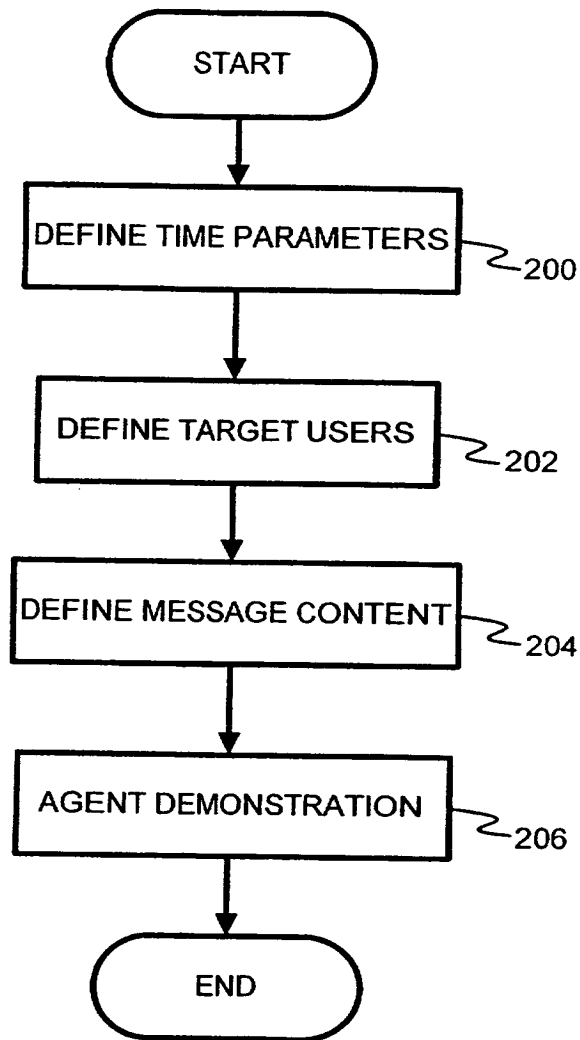 START
DEFINE TIME PARAMETERS
200
DEFINE TARGET USERS
202
DEFINE MESSAGE CONTENT
204
AGENT DEMONSTRATION
206
END